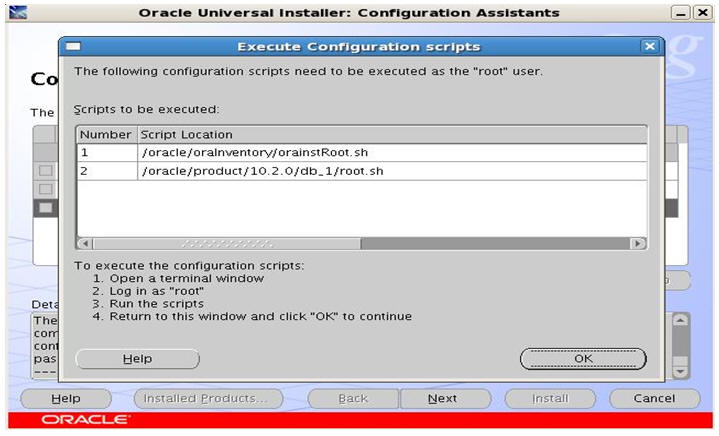 Oracle Universal Installer: Configuration Assistants
Execute Configuration scripts
The following configuration scripts need to be executed as the "root" user.
Co
The
Scripts to be executed:
Number Script Location
1 /oracle/oraInventory/orainstRoot.sh
2 /oracle/product/10.2.0/db_1/root.sh
To execute the configuration scripts:
1. Open a terminal window
2. Log in as "root"
3. Run the scripts
4. Return to this window and click "OK" to continue
Deta
The
com
cont
pas
----
Help OK
Help Installed Products... Back Next Install Cancel
ORACLE